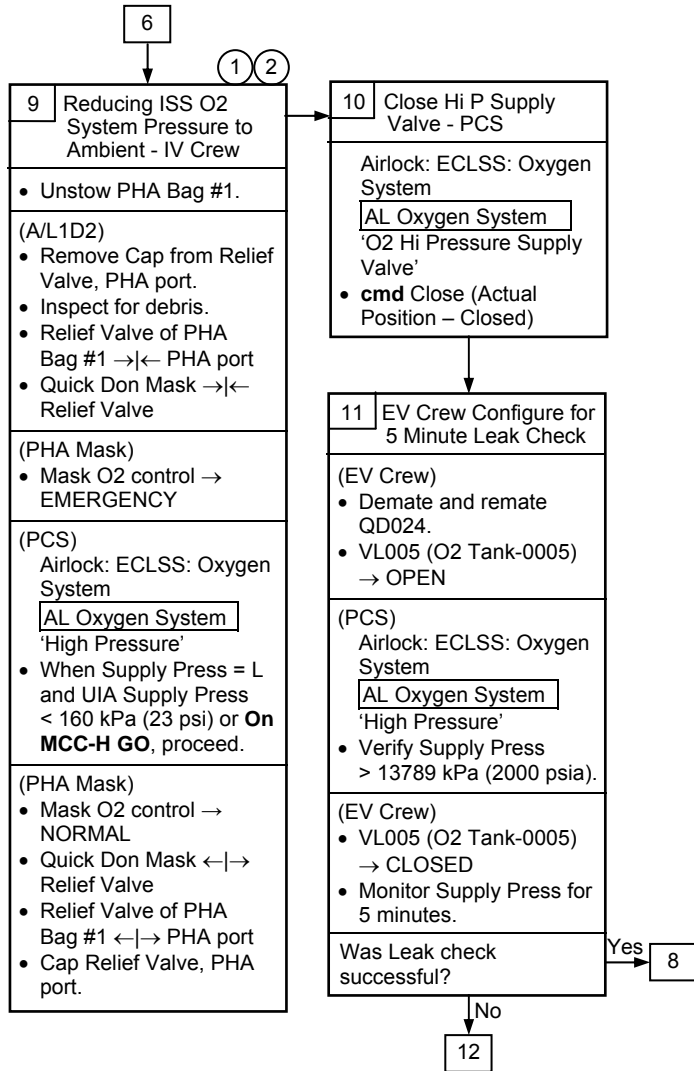 6
1 2
9 Reducing ISS O2
System Pressure to
Ambient - IV Crew
• Unstow PHA Bag #1.
(A/L1D2)
• Remove Cap from Relief
Valve, PHA port.
• Inspect for debris.
• Relief Valve of PHA
Bag #1 →|← PHA port
• Quick Don Mask →|←
Relief Valve
(PHA Mask)
• Mask O2 control →
EMERGENCY
(PCS)
Airlock: ECLSS: Oxygen
System
AL Oxygen System
'High Pressure'
• When Supply Press = L
and UIA Supply Press
< 160 kPa (23 psi) or On
MCC-H GO, proceed.
(PHA Mask)
• Mask O2 control →
NORMAL
• Quick Don Mask ←|→
Relief Valve
• Relief Valve of PHA
Bag #1 ←|→ PHA port
• Cap Relief Valve, PHA
port.
10 Close Hi P Supply
Valve - PCS
Airlock: ECLSS: Oxygen
System
AL Oxygen System
'O2 Hi Pressure Supply
Valve'
• cmd Close (Actual
Position – Closed)
11 EV Crew Configure for
5 Minute Leak Check
(EV Crew)
• Demate and remate
QD024.
• VL005 (O2 Tank-0005)
→ OPEN
(PCS)
Airlock: ECLSS: Oxygen
System
AL Oxygen System
'High Pressure'
• Verify Supply Press
> 13789 kPa (2000 psia).
(EV Crew)
• VL005 (O2 Tank-0005)
→ CLOSED
• Monitor Supply Press for
5 minutes.
Was Leak check
successful?
Yes
8
No
12